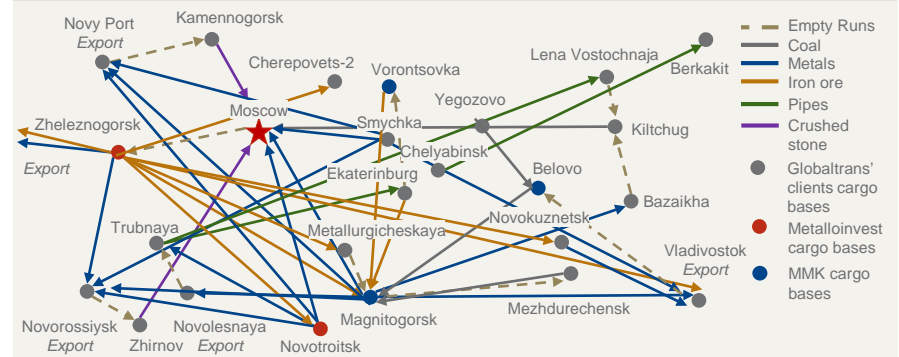 Novy Port
Export
Kamennogorsk
Cherepovets-2
Vorontsovka
Lena Vostochnaja
Berkakit
Yegozovo
Moscow
Smychka
Kiltchug
Zheleznogorsk
Export
Chelyabinsk
Ekaterinburg
Belovo
Bazaikha
Trubnaya
Metallurgicheskaya
Novokuznetsk
Vladivostok
Export
Magnitogorsk
Mezhdurechensk
Novorossiysk
Export
Zhirnov
Novolesnaya
Export
Novotroitsk
Empty Runs
Coal
Metals
Iron ore
Pipes
Crushed
stone
Globaltrans’
clients cargo
bases
Metalloinvest
cargo bases
MMK cargo
bases